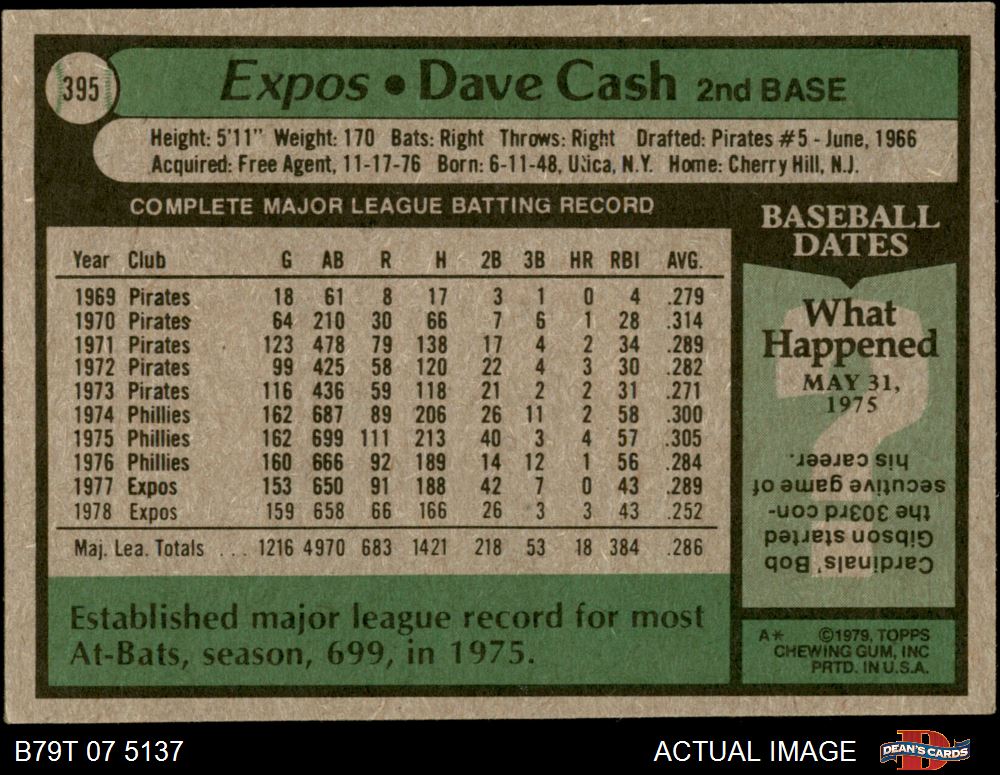 395
Expos • Dave Cash 2nd BASE
Height: 5'11" Weight: 170 Bats: Right Throws: Right Drafted: Pirates #5 - June, 1966
Acquired: Free Agent, 11-17-76 Born: 6-11-48, Utica, N.Y. Home: Cherry Hill, N.J.
COMPLETE MAJOR LEAGUE BATTING RECORD
Year Club G AB R H 2B 3B HR RBI AVG.
1969 Pirates 18 61 8 17 3 1 0 4 .279
1970 Pirates 64 210 30 66 7 6 1 28 .314
1971 Pirates 123 478 79 138 17 4 2 34 .289
1972 Pirates 99 425 58 120 22 4 3 30 .282
1973 Pirates 116 436 59 118 21 2 2 31 .271
1974 Phillies 162 687 89 206 26 11 2 58 .300
1975 Phillies 162 699 111 213 40 3 4 57 .305
1976 Phillies 160 666 92 189 14 12 1 56 .284
1977 Expos 153 650 91 188 42 7 0 43 .289
1978 Expos 159 658 66 166 26 3 3 43 .252
Maj. Lea. Totals ... 1216 4970 683 1421 218 53 18 384 .286
Established major league record for most
At-Bats, season, 699, in 1975.
BASEBALL
DATES
What
Happened
MAY 31,
1975
Cardinals' Bob
Gibson started
the 303rd con-
secutive game of
his career.
A* ©1979, TOPPS
CHEWING GUM, INC
PRTD. IN U.S.A.
B79T 07 5137
ACTUAL IMAGE
DEAN'S CARDS